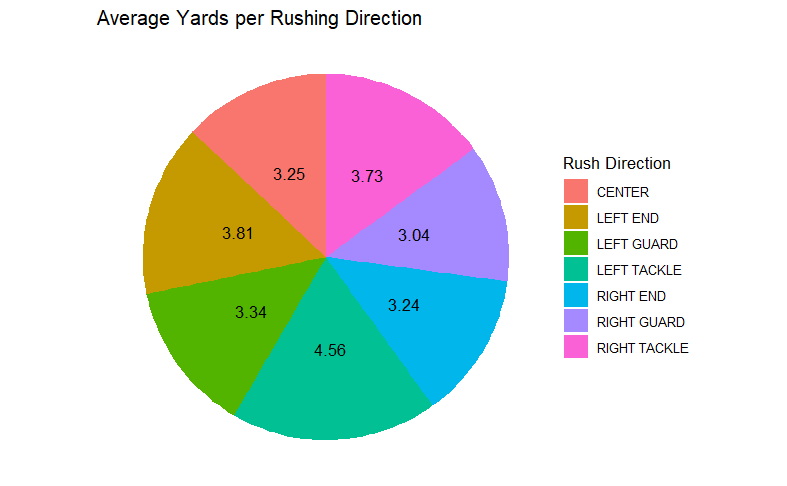 Average Yards per Rushing Direction
3.25
3.73
3.81
3.04
3.34
3.24
4.56
Rush Direction
CENTER
LEFT END
LEFT GUARD
LEFT TACKLE
RIGHT END
RIGHT GUARD
RIGHT TACKLE